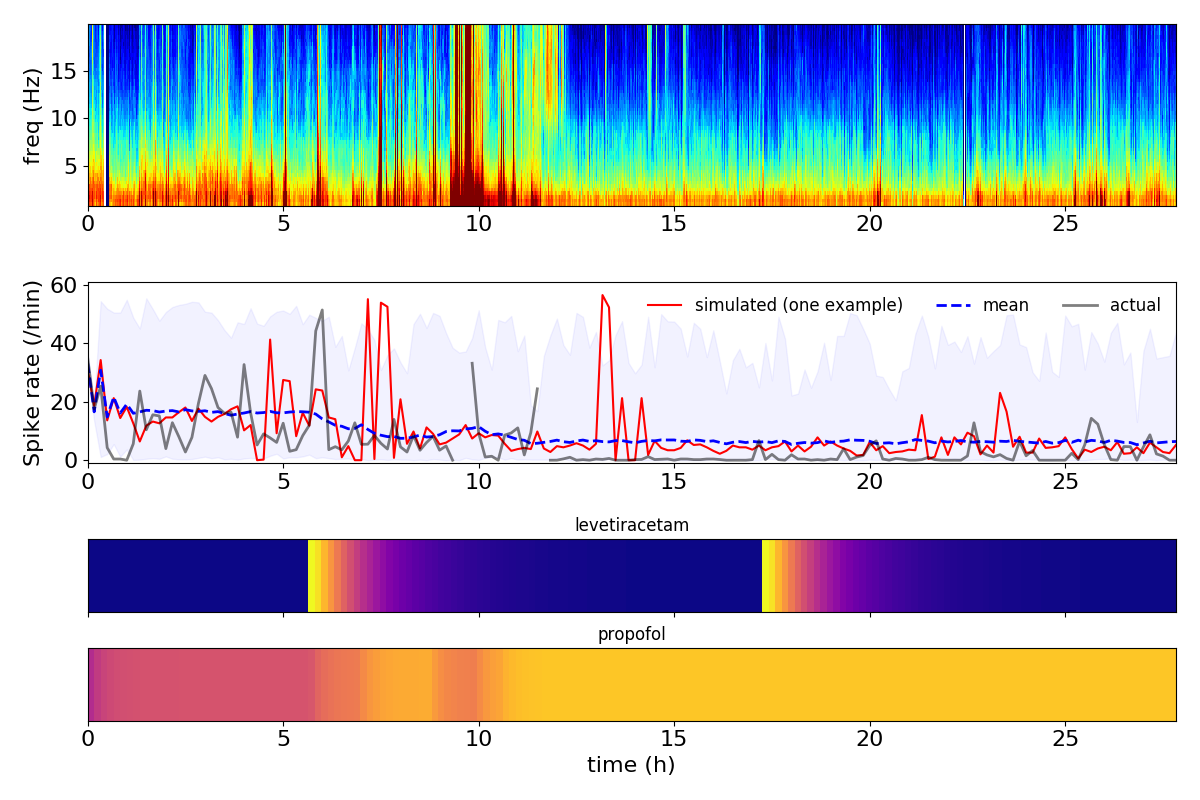 freq (Hz)
15
10
5
0 5 10 15 20 25
Spike rate (/min)
60
40
20
0
simulated (one example) mean actual
0 5 10 15 20 25
levetiracetam
propofol
0 5 10 15 20 25
time (h)